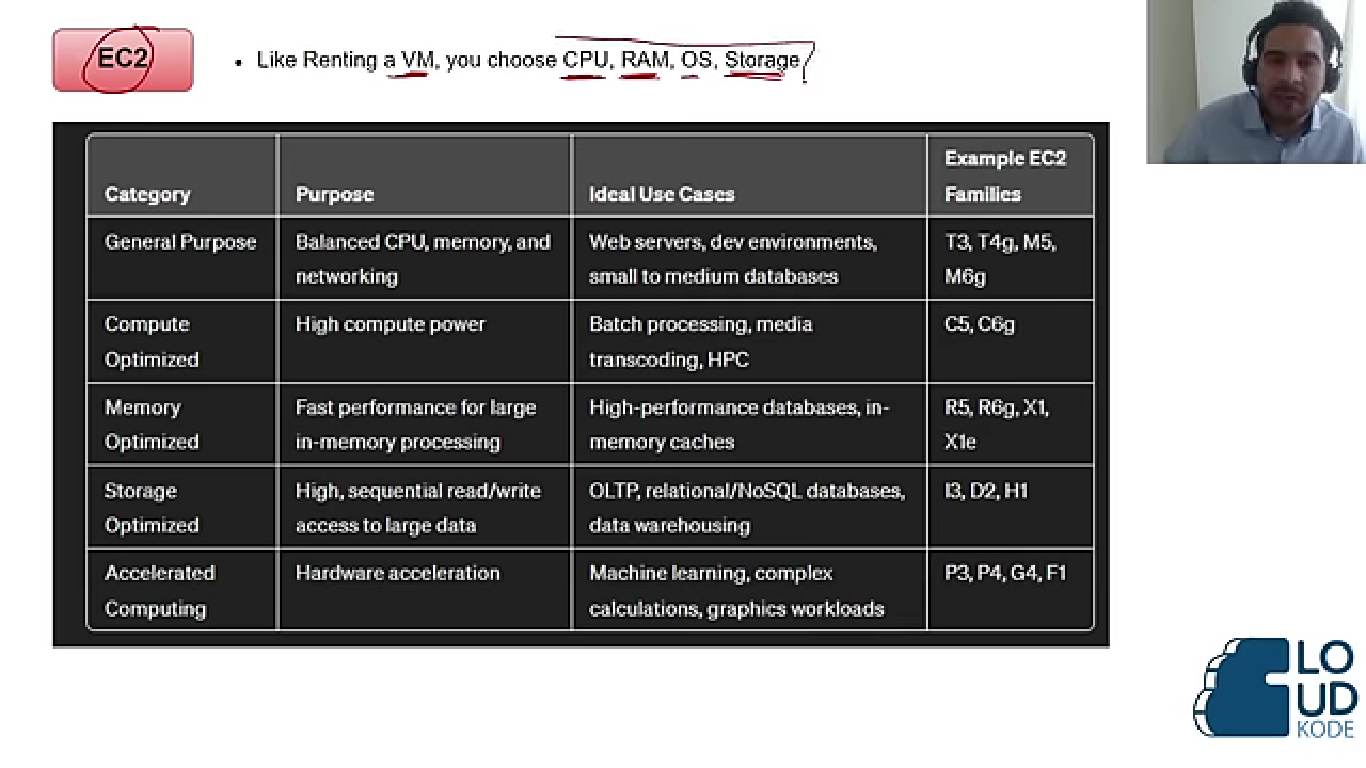 EC2
• Like Renting a VM, you choose CPU, RAM, OS, Storage
Category
Purpose
Ideal Use Cases
Example EC2
Families
General Purpose
Balanced CPU, memory, and
networking
Web servers, dev environments,
small to medium databases
T3, T4g, M5,
M6g
Compute
Optimized
High compute power
Batch processing, media
transcoding, HPC
C5, C6g
Memory
Optimized
Fast performance for large
in-memory processing
High-performance databases, in-
memory caches
R5, R6g, X1,
X1e
Storage
Optimized
High, sequential read/write
access to large data
OLTP, relational/NoSQL databases,
data warehousing
I3, D2, H1
Accelerated
Computing
Hardware acceleration
Machine learning, complex
calculations, graphics workloads
P3, P4, G4, F1
LO
UD
KODE